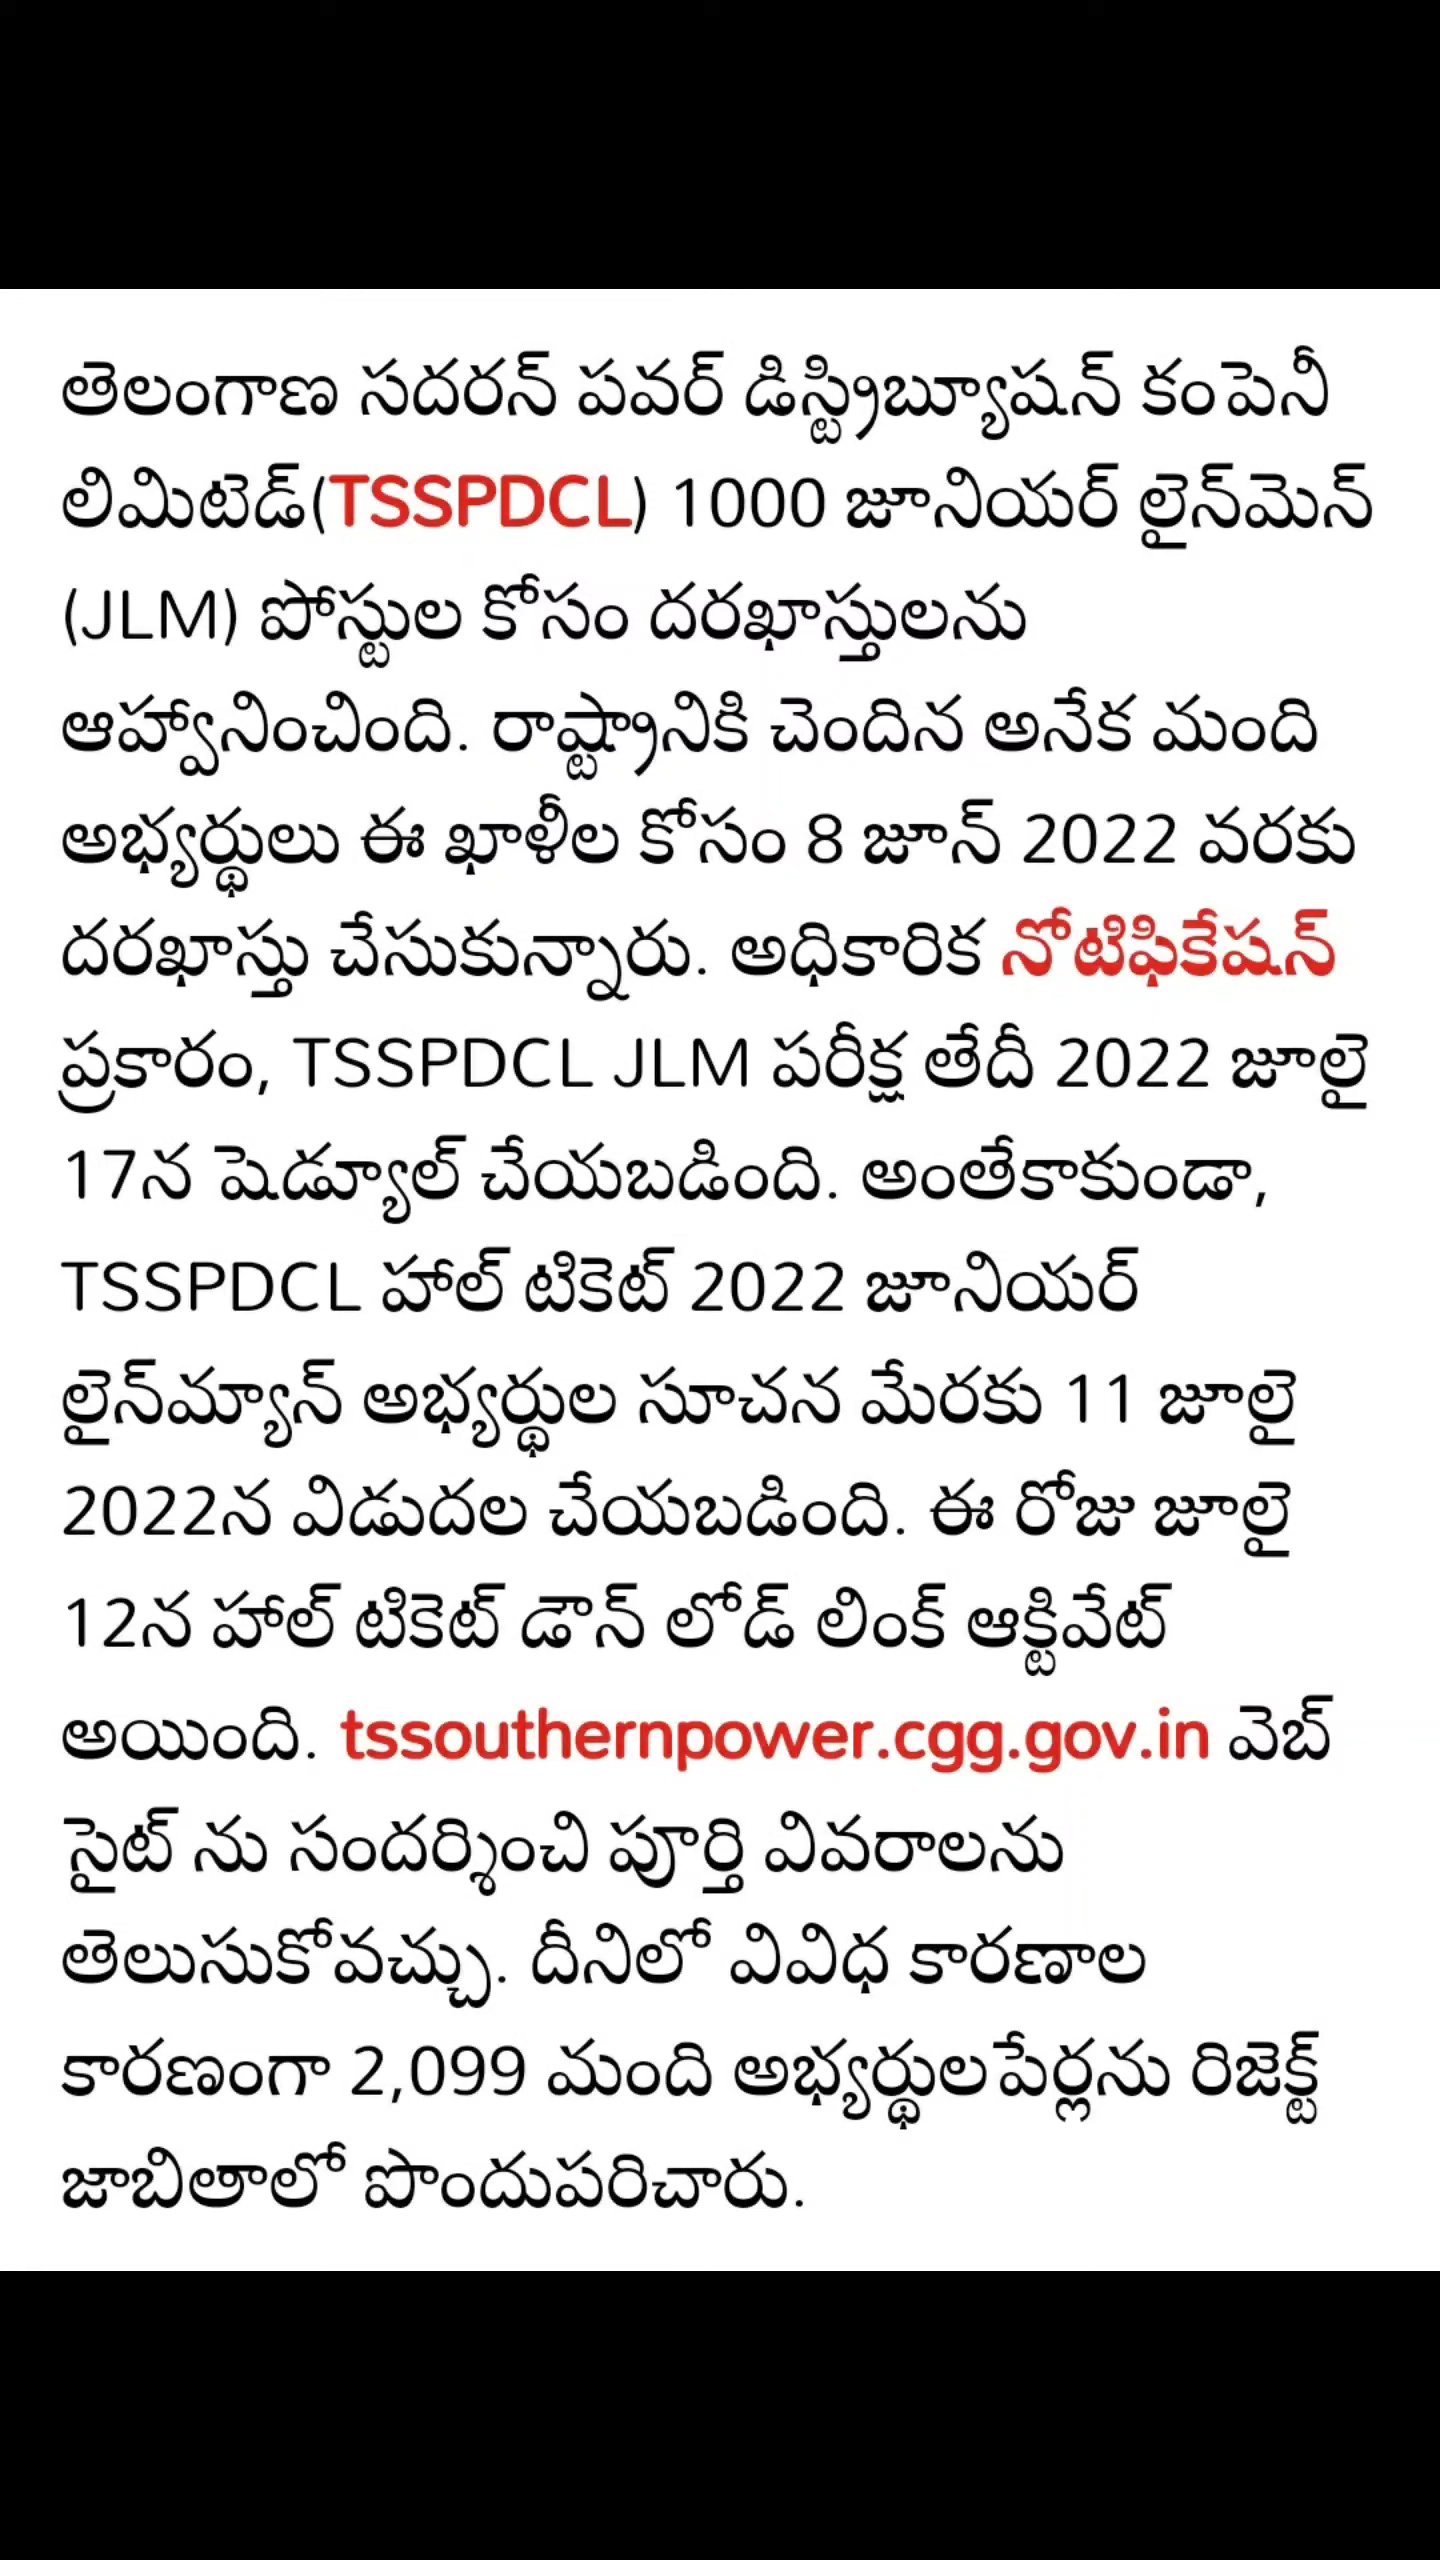 తెలంగాణ సదరన్ పవర్ డిస్ట్రిబ్యూషన్ కంపెనీ
లిమిటెడ్(TSSPDCL) 1000 జూనియర్ లైన్‌మెన్
(JLM) పోస్టుల కోసం దరఖాస్తులను
ఆహ్వానించింది. రాష్ట్రానికి చెందిన అనేక మంది
అభ్యర్థులు ఈ ఖాళీల కోసం 8 జూన్ 2022 వరకు
దరఖాస్తు చేసుకున్నారు. అధికారిక నోటిఫికేషన్
ప్రకారం, TSSPDCL JLM పరీక్ష తేదీ 2022 జూలై
17న షెడ్యూల్ చేయబడింది. అంతేకాకుండా,
TSSPDCL హాల్ టికెట్ 2022 జూనియర్
లైన్‌మ్యాన్ అభ్యర్థుల సూచన మేరకు 11 జూలై
2022న విడుదల చేయబడింది. ఈ రోజు జూలై
12న హాల్ టికెట్ డౌన్ లోడ్ లింక్ ఆక్టివేట్
అయింది. tssouthernpower.cgg.gov.in వెబ్
సైట్ ను సందర్శించి పూర్తి వివరాలను
తెలుసుకోవచ్చు. దీనిలో వివిధ కారణాల
కారణంగా 2,099 మంది అభ్యర్థులపేర్లను రిజెక్ట్
జాబితాలో పొందుపరిచారు.